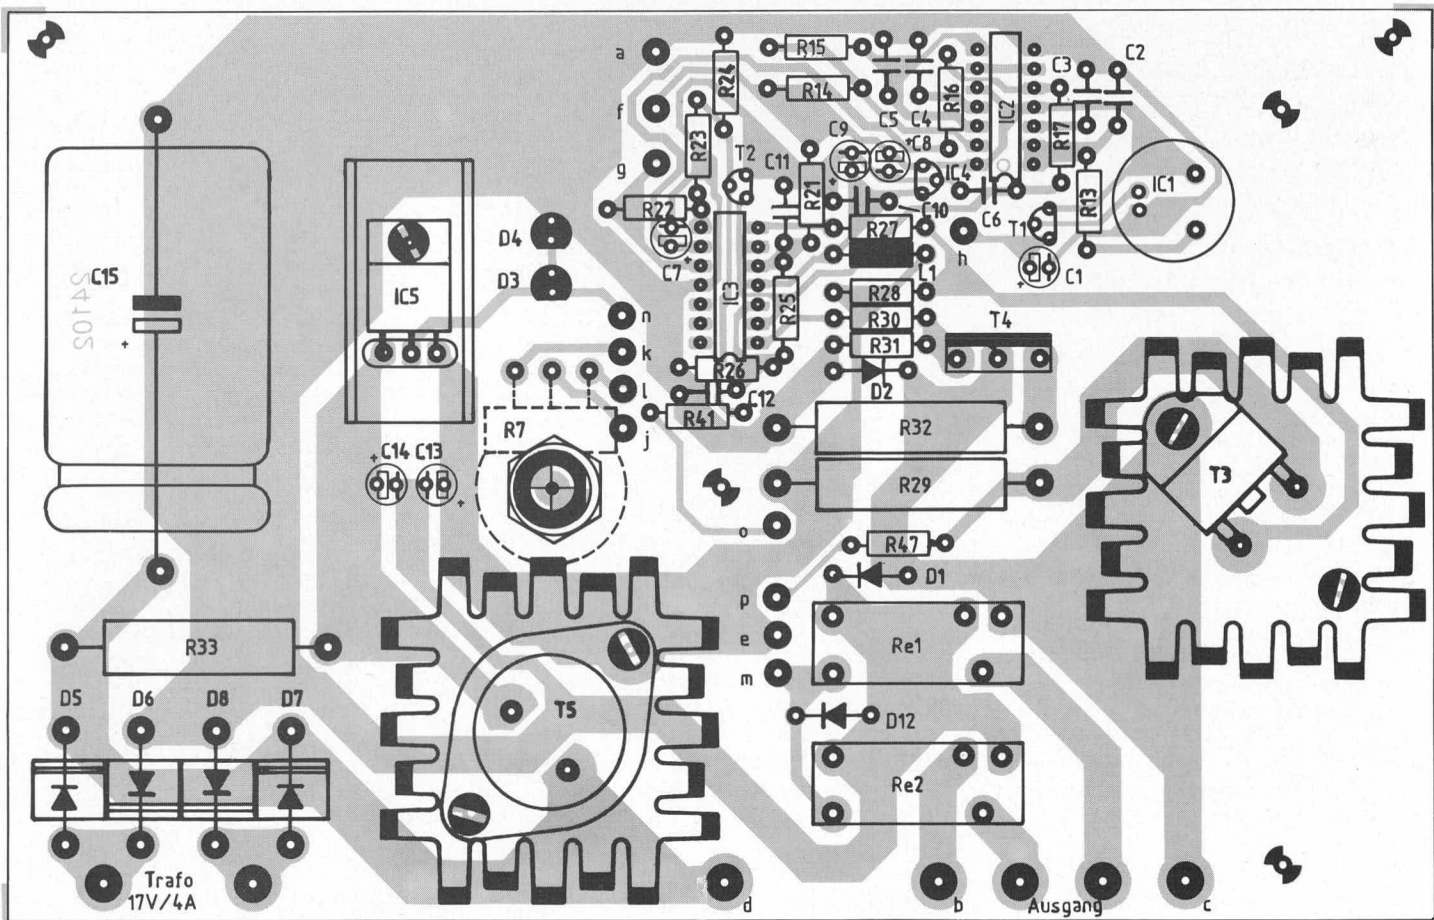 a
R24
R15
C3
C2
R14
R16
IC2
C5
C4
R17
f
R23
C9
+
C8
T2
g
C11
R21
IC4
IC1
R13
R22
+
C10
C6
T1
D4
R27
h
C7
+
+
C1
24102
C15
D3
IC5
IC3
R25
L1
R28
n
R30
T4
+
k
R31
R26
D2
l
C12
R41
R7
j
R32
+
C14
C13
+
R29
T3
o
R47
D1
p
R33
e
Re1
m
D5
D6
D8
D7
T5
D12
Re2
Trafo
17V/4A
d
b
Ausgang
c